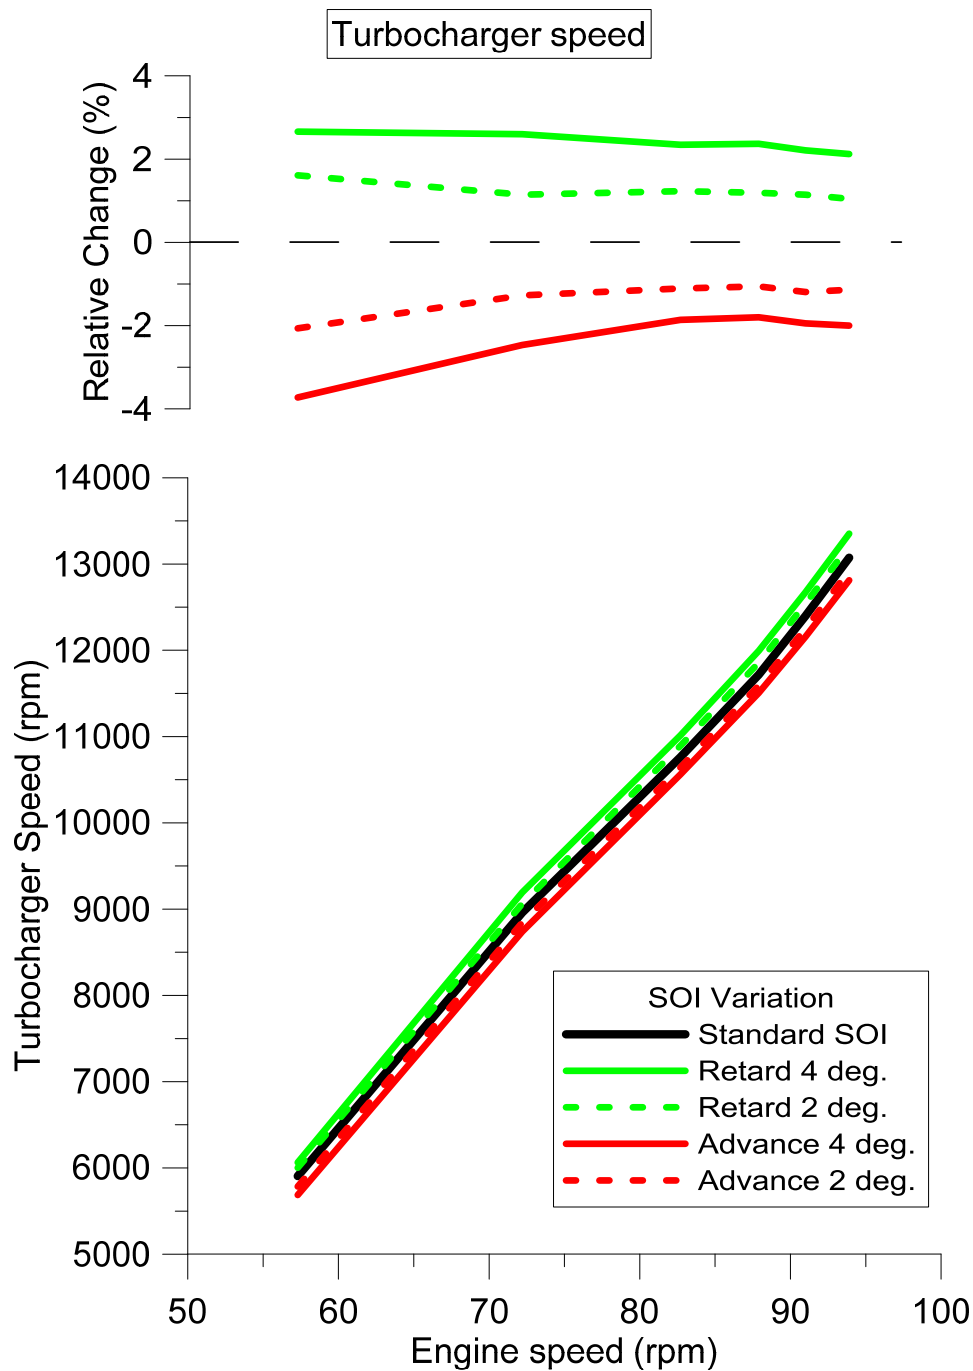 Turbocharger speed
Relative Change (%)
4
2
0
-2
-4
Turbocharger Speed (rpm)
14000
13000
12000
11000
10000
9000
8000
7000
6000
5000
SOI Variation
Standard SOI
Retard 4 deg.
Retard 2 deg.
Advance 4 deg.
Advance 2 deg.
50 60 70 80 90 100
Engine speed (rpm)